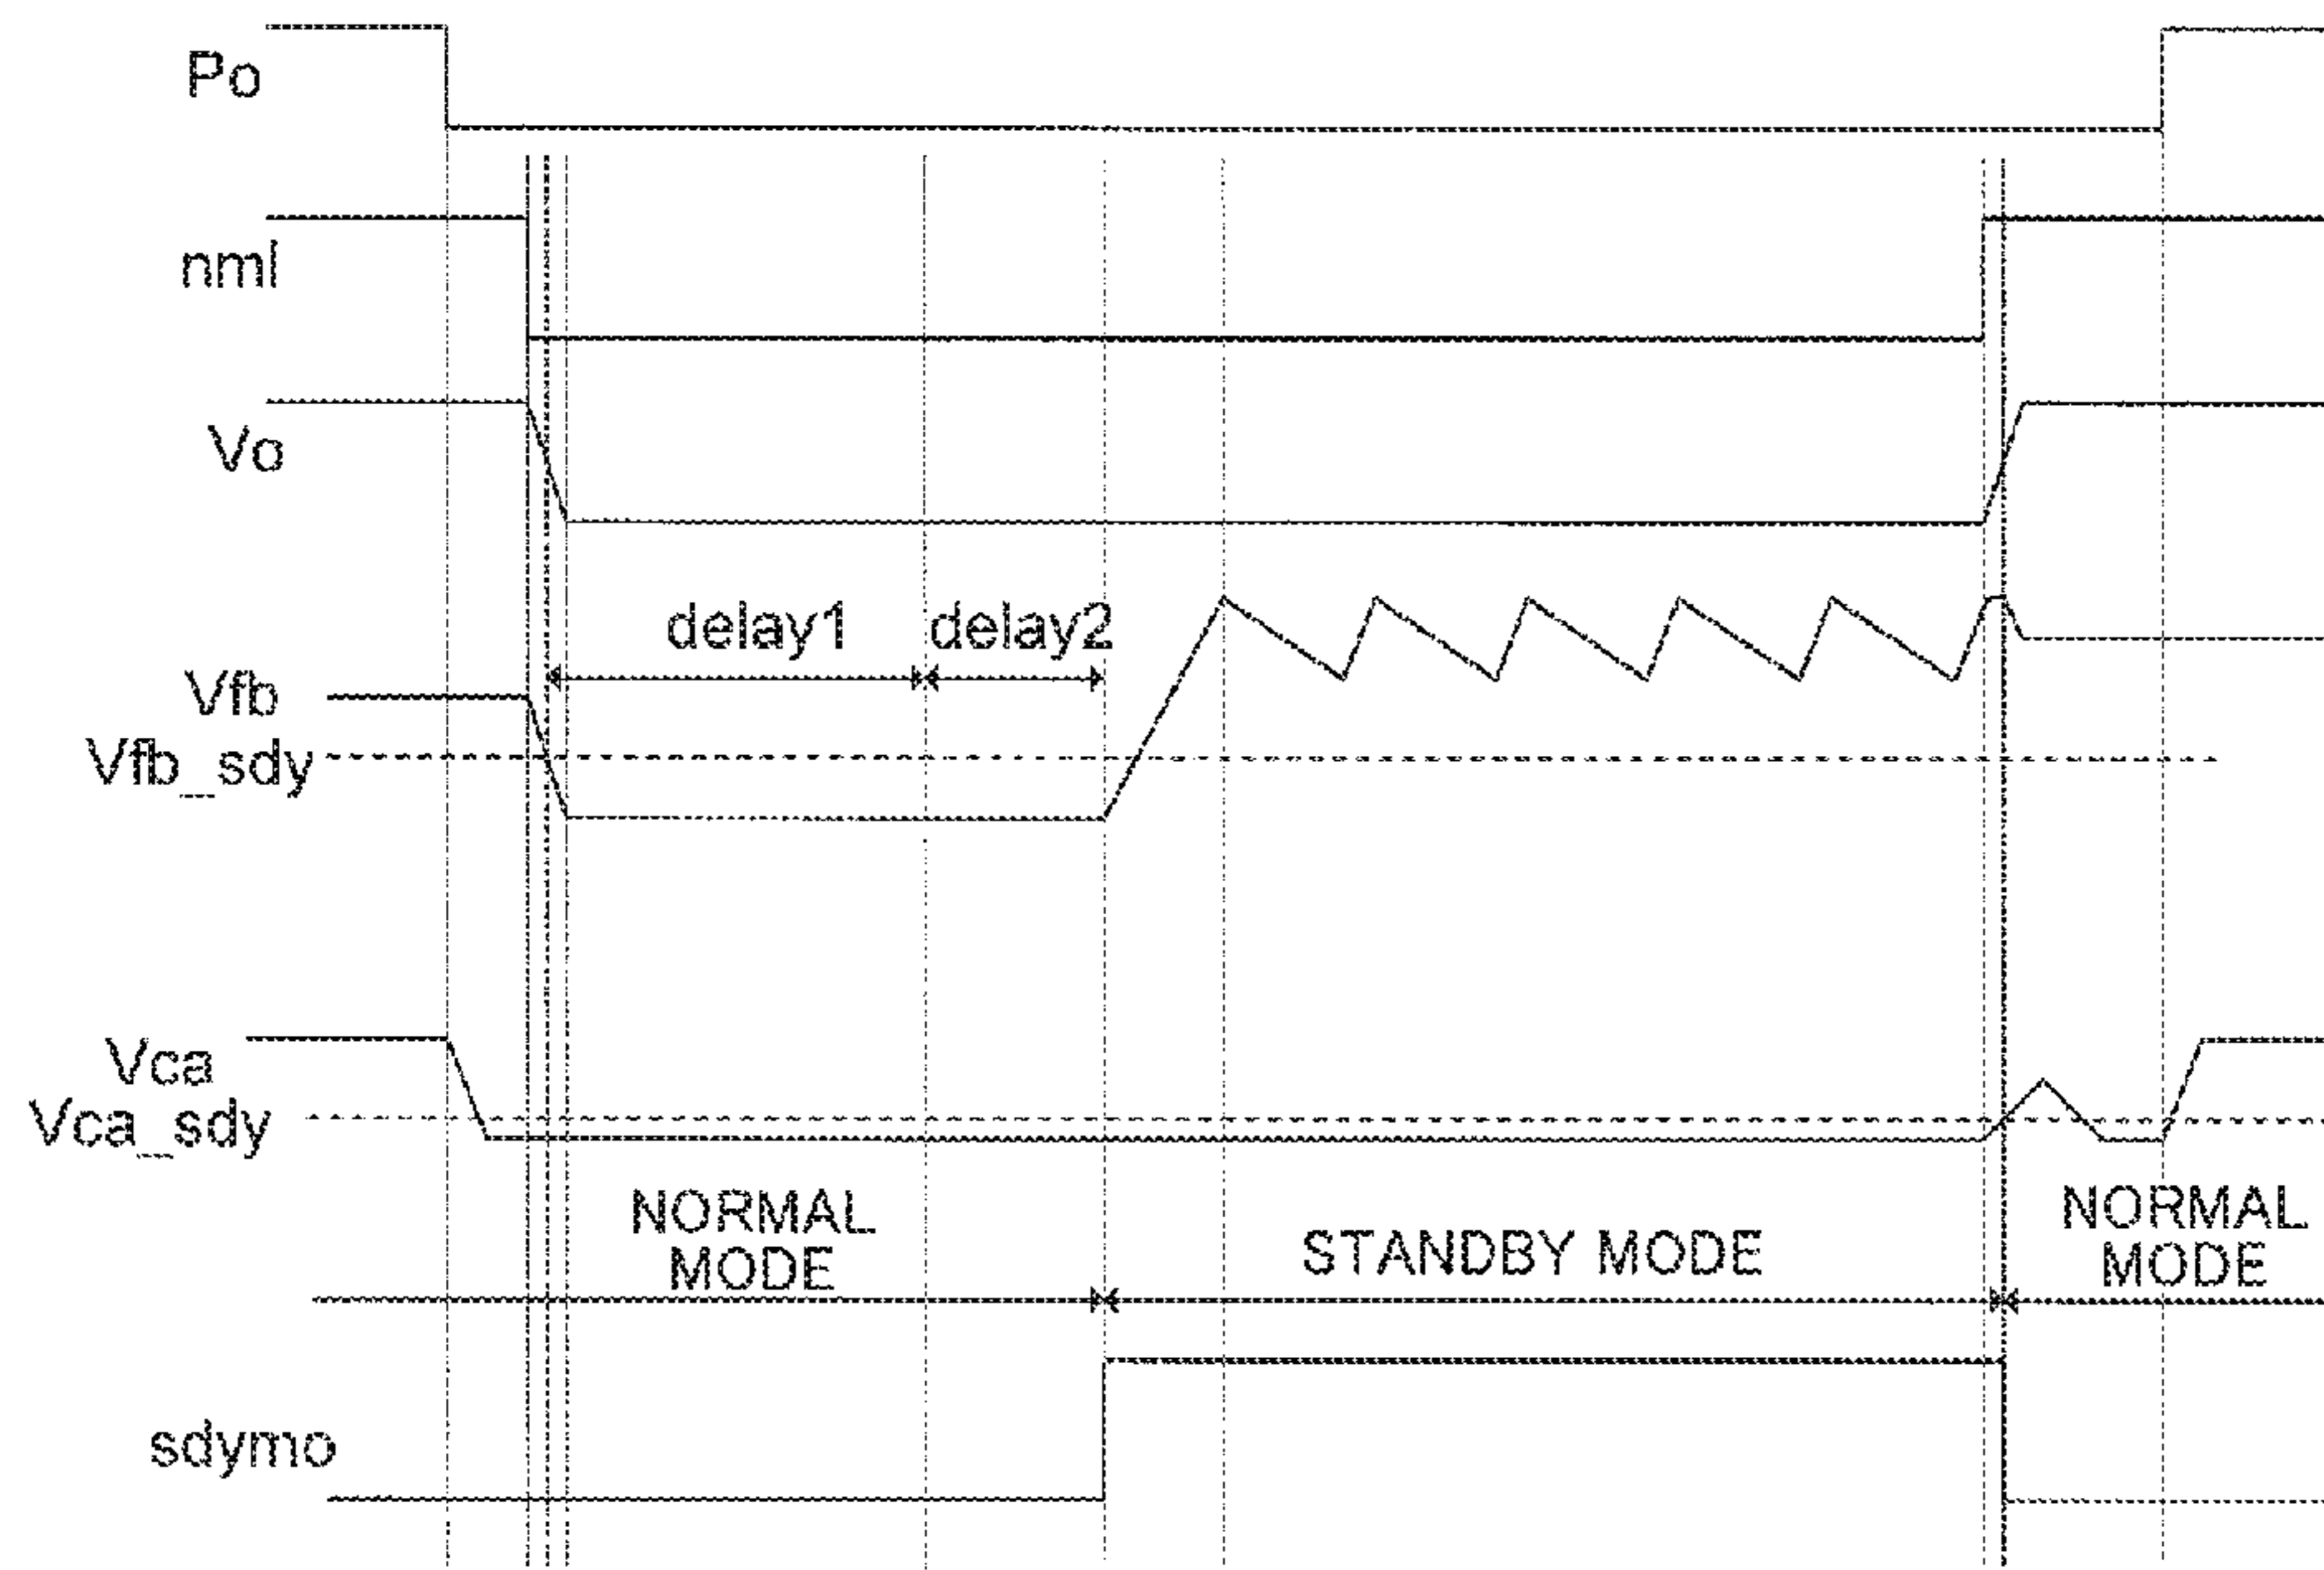 Po
nml
Vo
delay1 delay2
Vfb
Vfb_sdy
Vca
Vca_sdy
NORMAL
MODE
STANDBY MODE
NORMAL
MODE
sdymo